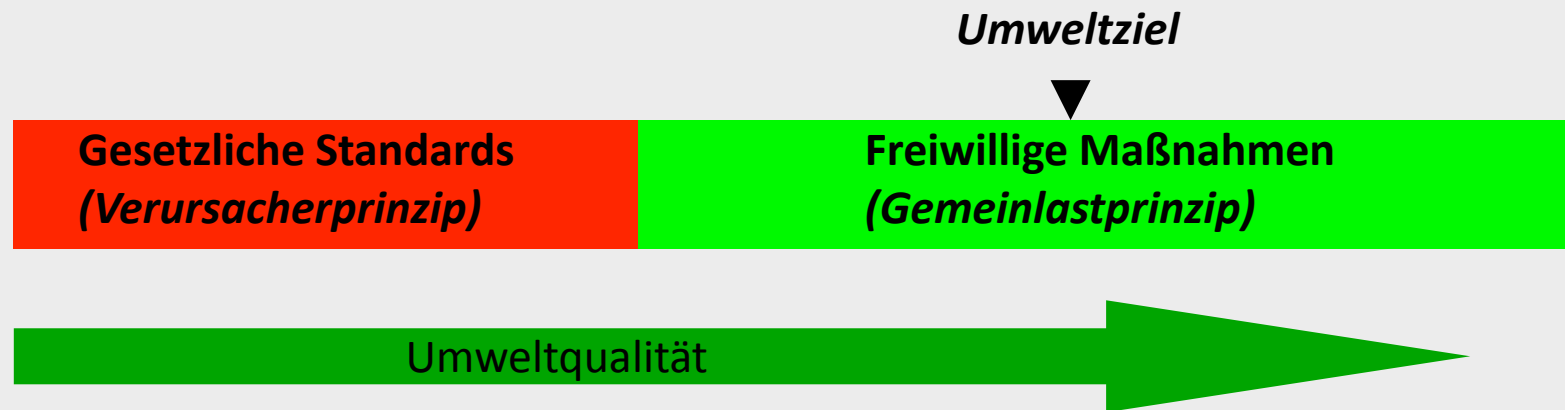 Umweltziel
Gesetzliche Standards
(Verursacherprinzip)
Freiwillige Maßnahmen
(Gemeinlastprinzip)
Umweltqualität